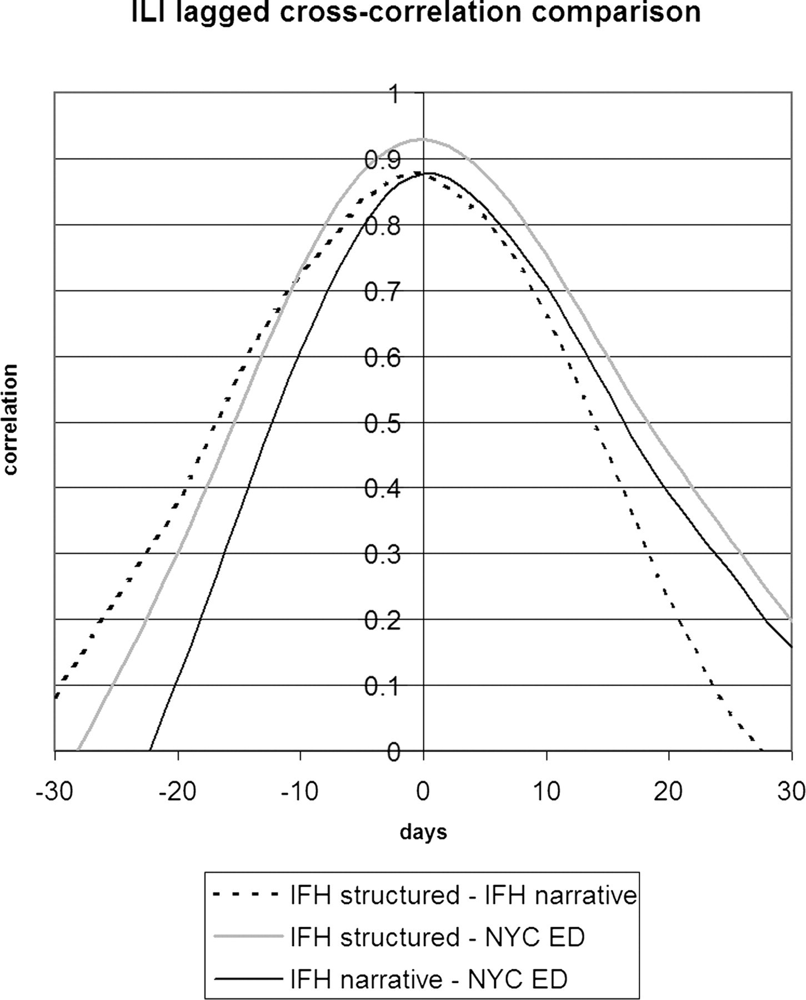 ILI lagged cross-correlation comparison
1
0.9
0.8
0.7
0.6
0.5
0.4
0.3
0.2
0.1
0
correlation
-30 -20 -10 0 10 20 30
days
IFH structured - IFH narrative
IFH structured - NYC ED
IFH narrative - NYC ED